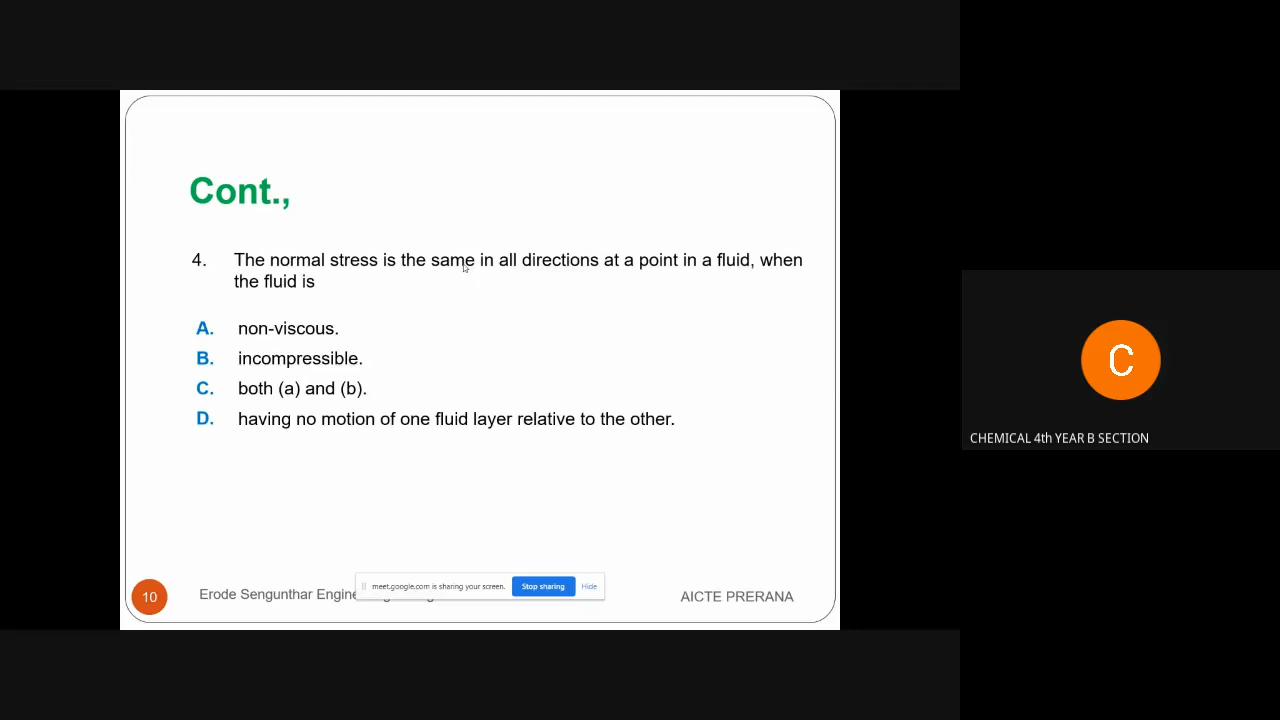 Cont.,
4. The normal stress is the same in all directions at a point in a fluid, when
the fluid is
A. non-viscous.
B. incompressible.
C. both (a) and (b).
D. having no motion of one fluid layer relative to the other.
10
Erode Sengunthar
meet.google.com is sharing your screen.
Stop sharing
Hide
AICTE PRERANA
C
CHEMICAL 4th YEAR B SECTION